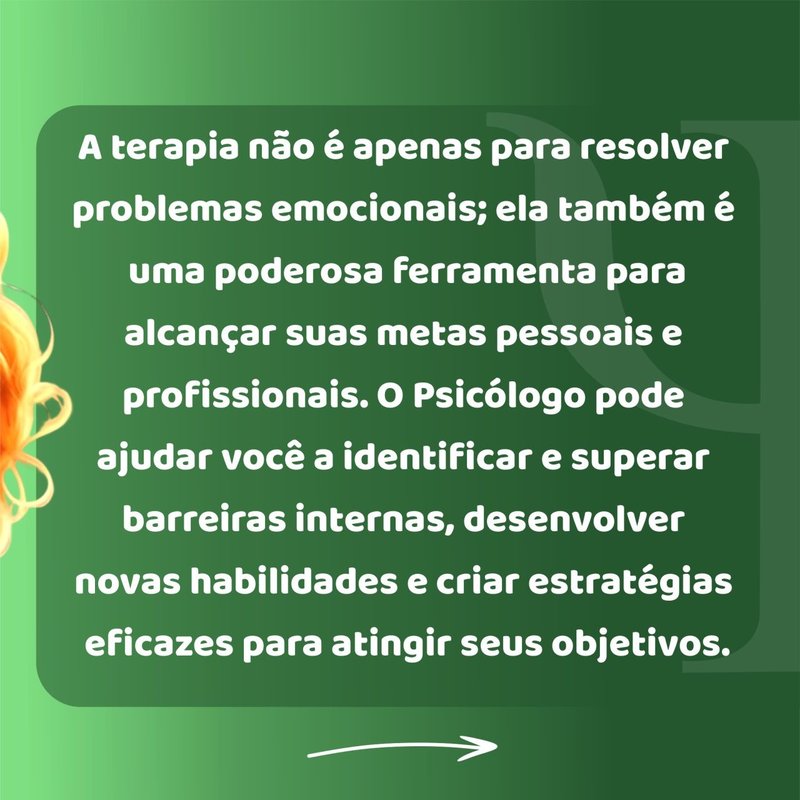 A terapia não é apenas para resolver
problemas emocionais; ela também é
uma poderosa ferramenta para
alcançar suas metas pessoais e
profissionais. O Psicólogo pode
ajudar você a identificar e superar
barreiras internas, desenvolver
novas habilidades e criar estratégias
eficazes para atingir seus objetivos.